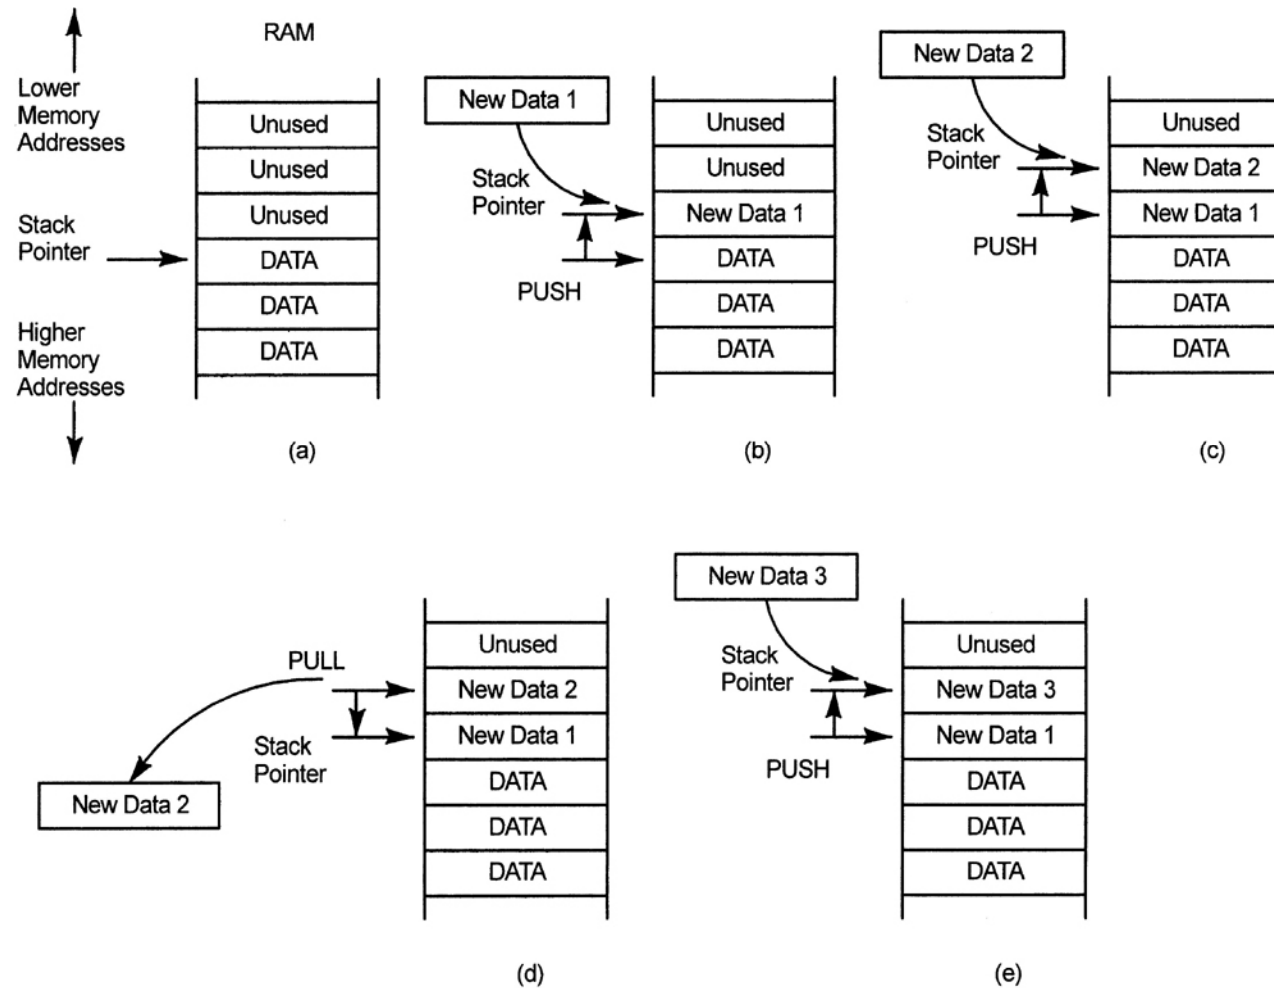 RAM
Lower
Memory
Addresses
Unused
Unused
Unused
Stack
Pointer
DATA
DATA
DATA
Higher
Memory
Addresses
(a)
New Data 1
Unused
Unused
Stack
Pointer
New Data 1
PUSH
DATA
DATA
DATA
(b)
New Data 2
Unused
Stack
Pointer
New Data 2
New Data 1
PUSH
DATA
DATA
DATA
(c)
Unused
PULL
New Data 2
Stack
Pointer
New Data 1
New Data 2
DATA
DATA
DATA
(d)
New Data 3
Unused
Stack
Pointer
New Data 3
New Data 1
PUSH
DATA
DATA
DATA
(e)